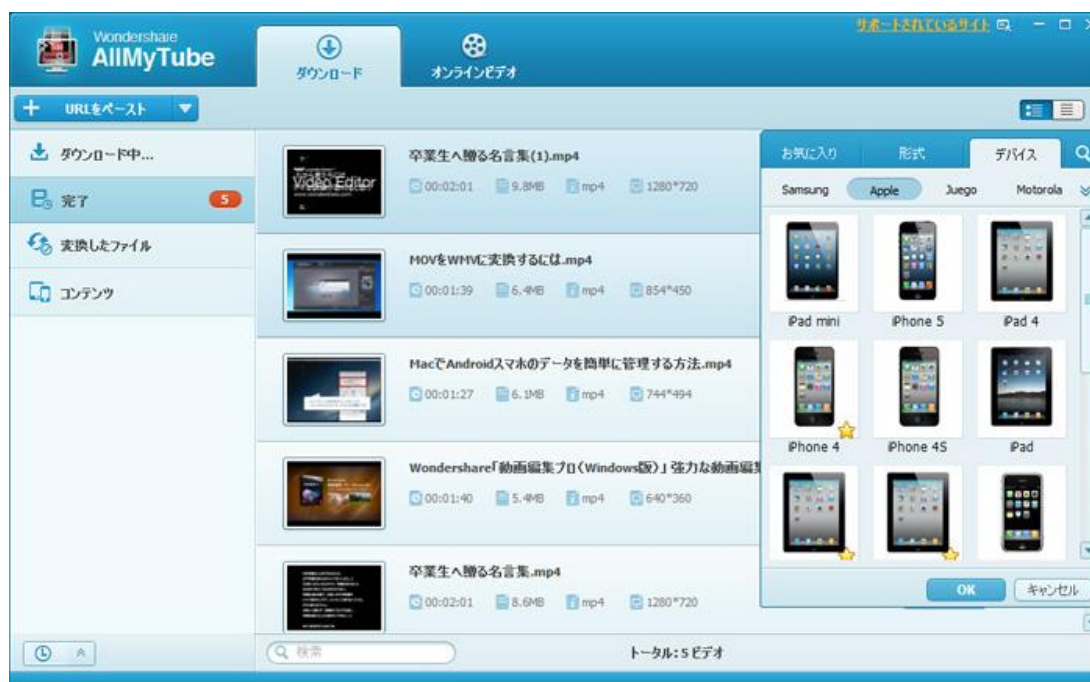 Wondershare
AllMyTube
ダウンロード
オンラインビデオ
サポートされているサイト
URLをペースト
ダウンロード中...
完了
5
変換したファイル
コンテンツ
Video Editor
卒業生へ贈る名言集(1).mp4
00:02:01 9.8MB mp4 1280*720
MOVをWMVに変換するには.mp4
00:01:39 6.4MB mp4 854*450
MacでAndroidスマホのデータを簡単に管理する方法.mp4
00:01:27 6.1MB mp4 744*494
Wondershare「動画編集プロ(Windows版)」強力な動画編集
00:01:40 5.4MB mp4 640*360
卒業生へ贈る名言集.mp4
00:02:01 8.6MB mp4 1280*720
お気に入り 形式 デバイス
Samsung Apple Juego Motorola
iPad mini iPhone 5 iPad 4
iPhone 4 iPhone 4S iPad
OK キャンセル
検索
トータル:5 ビデオ